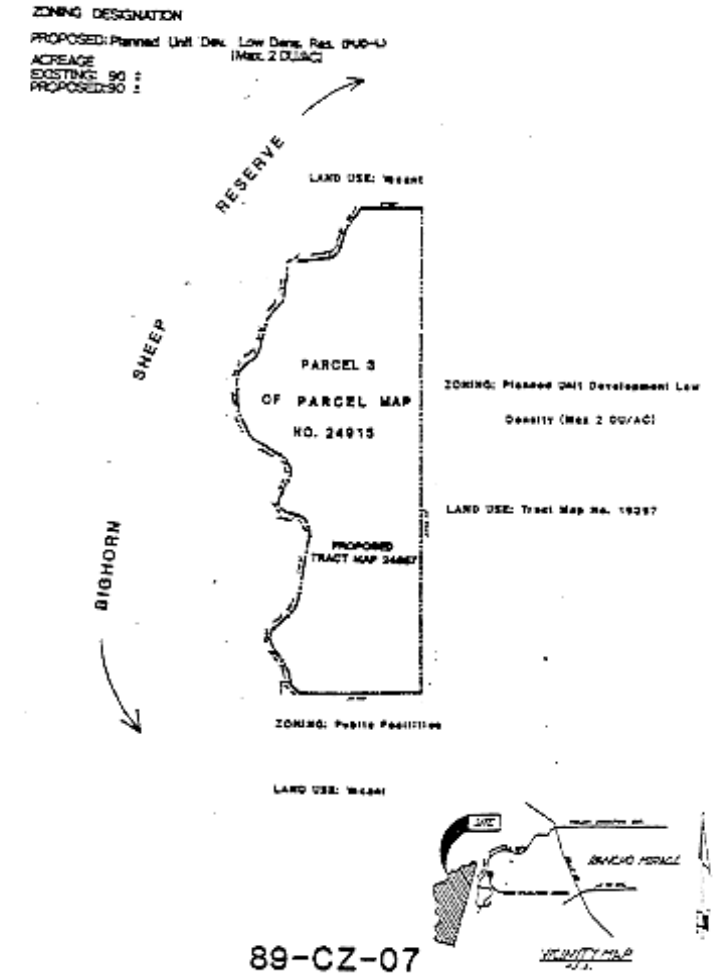 ZONING DESIGNATION
PROPOSED: Planned Unit Dev. Low Dens. Res. (PUD-L)
(Max. 2 DU/AC)
ACREAGE
EXISTING: 90 ±
PROPOSED: 90 ±
RESERVE
LAND USE: Vacant
SHEEP
PARCEL 3
OF PARCEL MAP
NO. 24915
ZONING: Planned Unit Development Low
Density (Max 2 DU/AC)
LAND USE: Tract Map No.
BIGHORN
PROPOSED
TRACT MAP
ZONING: Public Facilities
LAND USE: Vacant
SITE
RANCHO MIRAGE
VICINITY MAP
N.T.S.
89-CZ-07